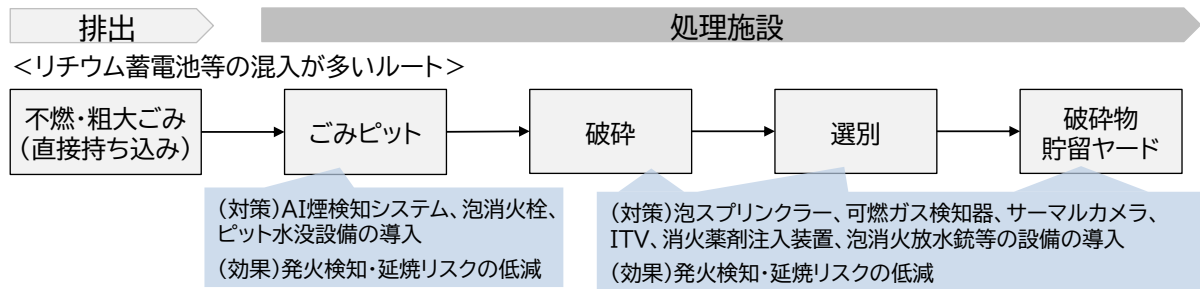 排出
処理施設
<リチウム蓄電池等の混入が多いルート>
不燃・粗大ごみ
(直接持ち込み)
ごみピット
破砕
選別
破砕物
貯留ヤード
(対策)AI煙検知システム、泡消火栓、
ピット水没設備の導入
(効果)発火検知・延焼リスクの低減
(対策)泡スプリンクラー、可燃ガス検知器、サーマルカメラ、
ITV、消火薬剤注入装置、泡消火放水銃等の設備の導入
(効果)発火検知・延焼リスクの低減